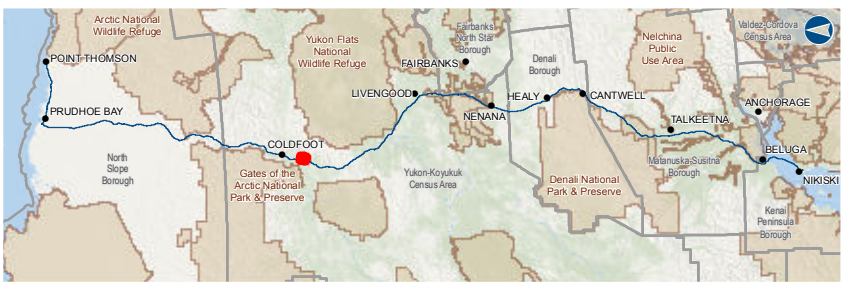 Arctic National
Wildlife Refuge
POINT THOMSON
PRUDHOE BAY
North
Slope
Borough
COLDFOOT
Gates of the
Arctic National
Park & Preserve
Yukon Flats
National
Wildlife Refuge
LIVENGOOD
FAIRBANKS
Fairbanks
North Star
Borough
NENANA
Yukon-Koyukuk
Census Area
HEALY
Denali
Borough
CANTWELL
Denali National
Park & Preserve
Nelchina
Public
Use Area
TALKEETNA
Matanuska-Susitna
Borough
Valdez-Cordova
Census Area
ANCHORAGE
BELUGA
NIKISKI
Kenai
Peninsula
Borough